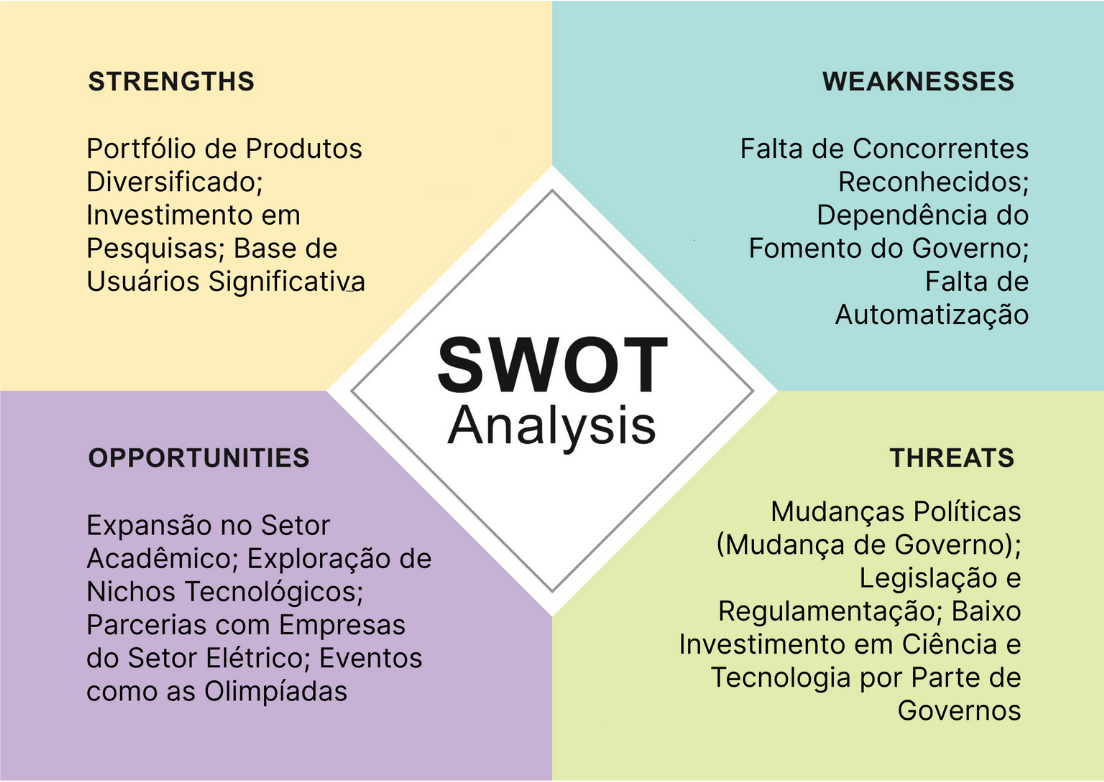 STRENGTHS
Portfólio de Produtos
Diversificado;
Investimento em
Pesquisas; Base de
Usuários Significativa
WEAKNESSES
Falta de Concorrentes
Reconhecidos;
Dependência do
Fomento do Governo;
Falta de
Automatização
SWOT
Analysis
OPPORTUNITIES
Expansão no Setor
Acadêmico; Exploração de
Nichos Tecnológicos;
Parcerias com Empresas
do Setor Elétrico; Eventos
como as Olimpíadas
THREATS
Mudanças Políticas
(Mudança de Governo);
Legislação e
Regulamentação; Baixo
Investimento em Ciência e
Tecnologia por Parte de
Governos